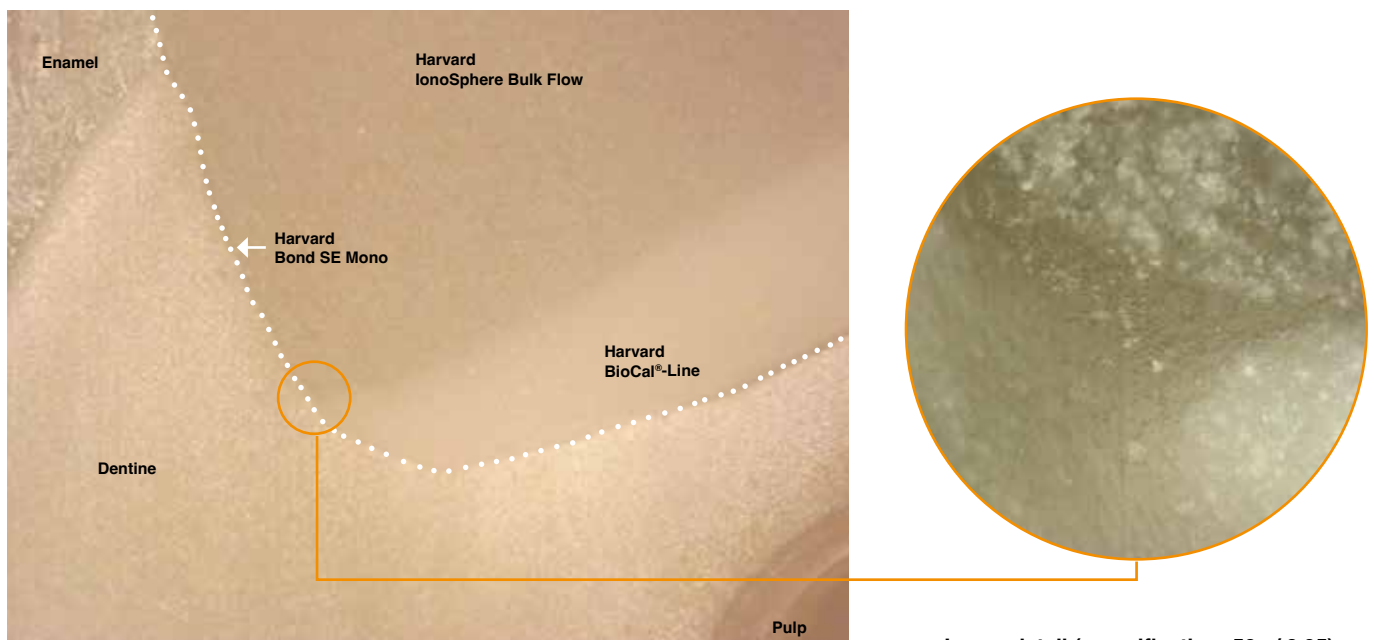 Enamel
Harvard
IonoSphere Bulk Flow
Harvard
Bond SE Mono
Harvard
BioCal®-Line
Dentine
Pulp